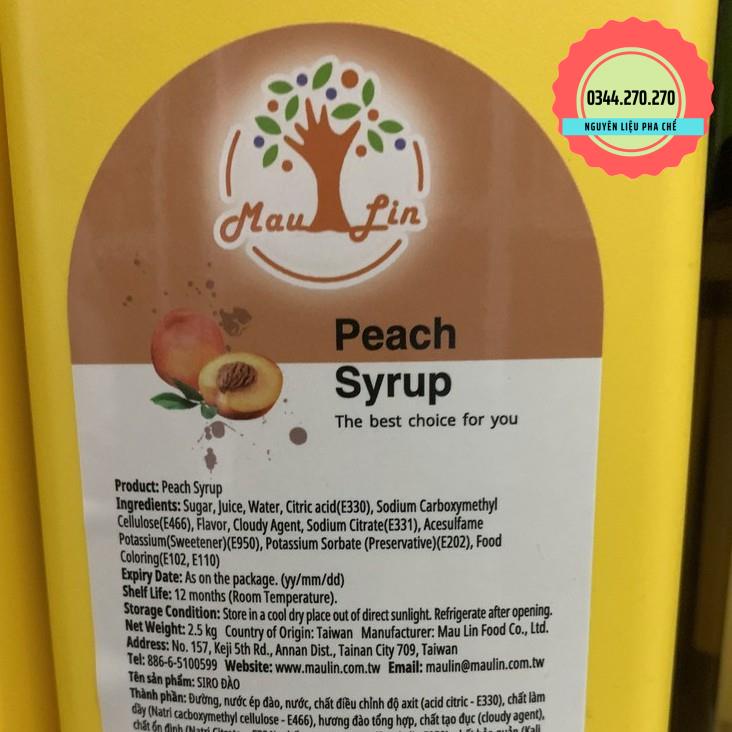 0344.270.270
NGUYÊN LIỆU PHA CHẾ
Mau Lin
Peach
Syrup
The best choice for you
Product: Peach Syrup
Ingredients: Sugar, Juice, Water, Citric acid(E330), Sodium Carboxymethyl
Cellulose(E466), Flavor, Cloudy Agent, Sodium Citrate(E331), Acesulfame
Potassium(Sweetener)(E950), Potassium Sorbate (Preservative)(E202), Food
Coloring(E102, E110)
Expiry Date: As on the package. (yy/mm/dd)
Shelf Life: 12 months (Room Temperature).
Storage Condition: Store in a cool dry place out of direct sunlight. Refrigerate after opening.
Net Weight: 2.5 kg Country of Origin: Taiwan Manufacturer: Mau Lin Food Co., Ltd.
Address: No. 157, Keji 5th Rd., Annan Dist., Tainan City 709, Taiwan
Tel: 886-6-5100599 Website: www.maulin.com.tw Email: maulin@maulin.com.tw
Tên sản phẩm: SIRO ĐÀO
Thành phần: Đường, nước ép đào, nước, chất điều chỉnh độ axit (acid citric - E330), chất làm
dầy (Natri cacboxymethyl cellulose - E466), hương đào tổng hợp, chất tạo đục (cloudy agent),
chất ổn định (Natri